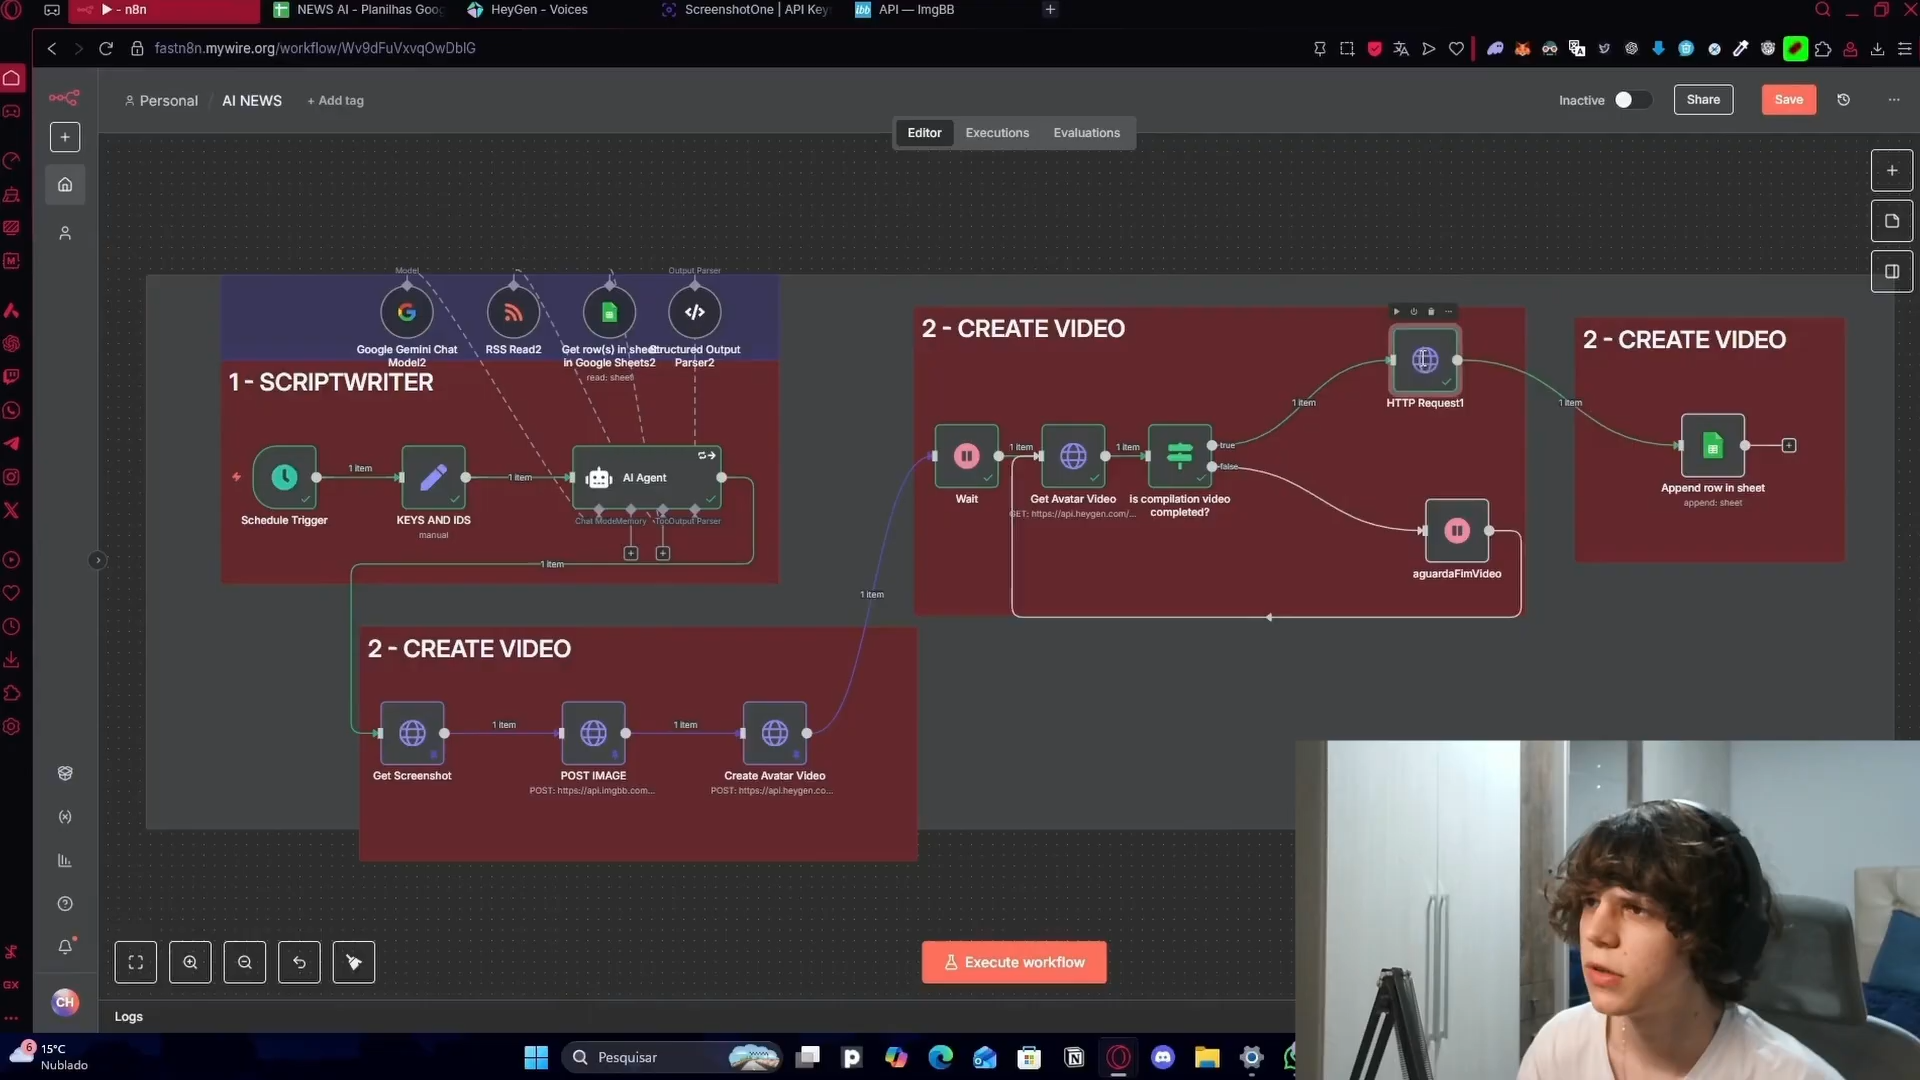 n8n
NEWS AI - Planilhas Goo
HeyGen - Voices
ScreenshotOne | API Key
ibb
API — ImgBB
fastn8n.mywire.org/workflow/Wv9dFuVxvqOwDblG
Personal / AI NEWS + Add tag
Inactive
Share
Save
Editor
Executions
Evaluations
Model
Output Parser
Google Gemini Chat
Model2
RSS Read2
Get row(s) in sheet
in Google Sheets2
read: sheet
Structured Output
Parser2
1 - SCRIPTWRITER
1 item
1 item
AI Agent
Schedule Trigger
KEYS AND IDS
manual
Chat Model
Memory
Tool
Output Parser
1 item
2 - CREATE VIDEO
1 item
1 item
Get Screenshot
POST IMAGE
POST: https://api.imgbb.com...
Create Avatar Video
POST: https://api.heygen.co...
1 item
2 - CREATE VIDEO
HTTP Request1
1 item
1 item
1 item
true
false
Wait
Get Avatar Video
GET: https://api.heygen.com/...
is compilation video
completed?
aguardaFimVideo
1 item
2 - CREATE VIDEO
Append row in sheet
append: sheet
Execute workflow
CH
GX
Logs
6
15°C
Nublado
Pesquisar